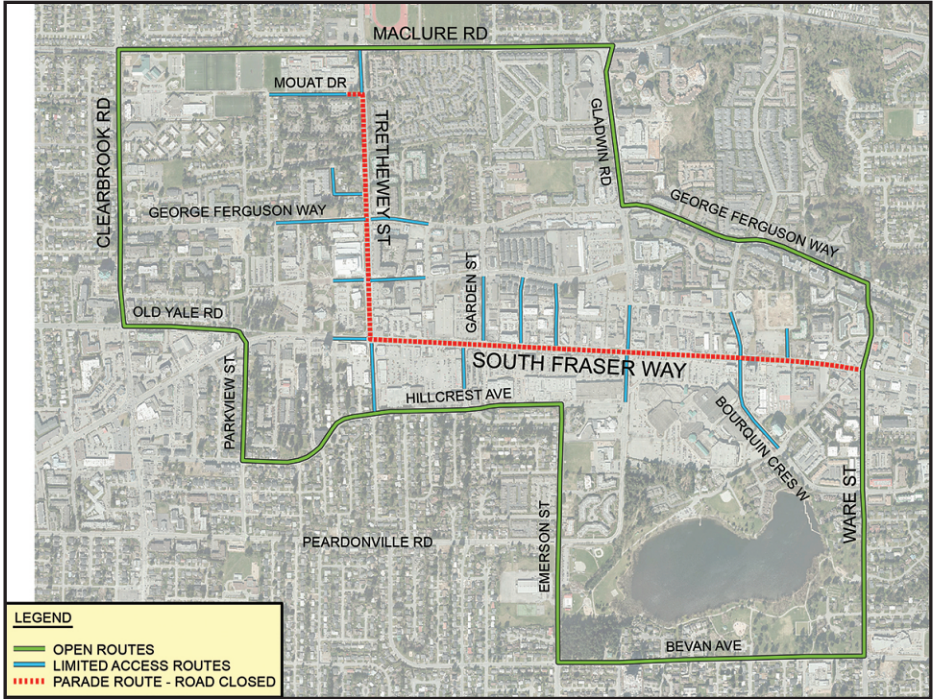 MACLURE RD
MOUAT DR
CLEARBROOK RD
TRETHEWEY ST
GLADWIN RD
GEORGE FERGUSON WAY
GEORGE FERGUSON WAY
GARDEN ST
OLD YALE RD
PARKVIEW ST
SOUTH FRASER WAY
HILLCREST AVE
BOURQUIN CRES W
WARE ST
EMERSON ST
PEARDONVILLE RD
BEVAN AVE
LEGEND
OPEN ROUTES
LIMITED ACCESS ROUTES
PARADE ROUTE - ROAD CLOSED